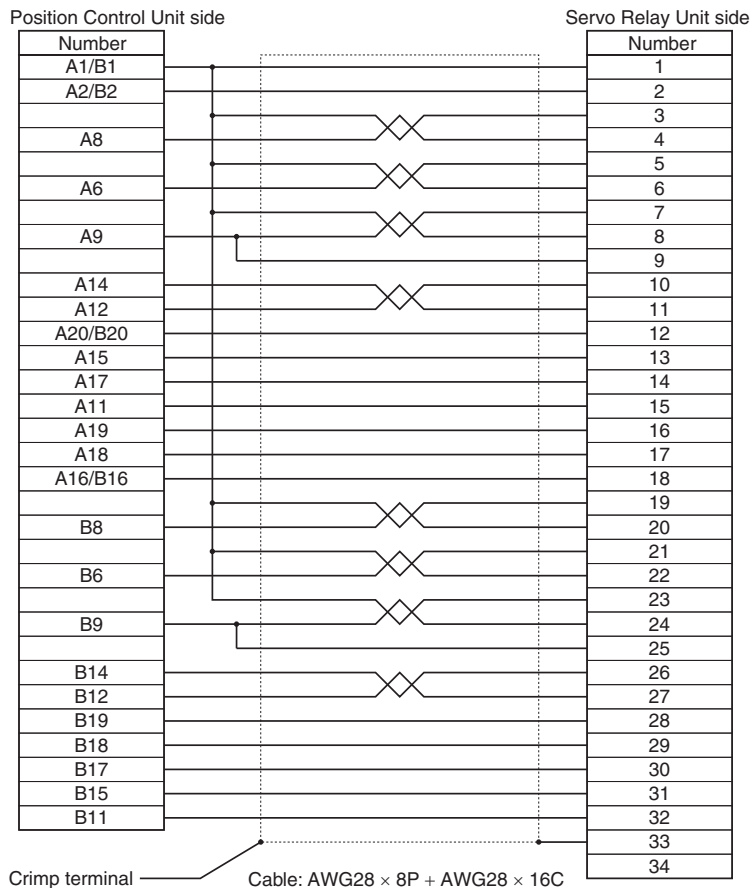 Position Control Unit side Servo Relay Unit side
Number Number
A1/B1 1
A2/B2 2
3
A8 4
5
A6 6
7
A9 8
9
A14 10
A12 11
A20/B20 12
A15 13
A17 14
A11 15
A19 16
A18 17
A16/B16 18
19
B8 20
21
B6 22
23
B9 24
25
B14 26
B12 27
B19 28
B18 29
B17 30
B15 31
B11 32
33
34
Crimp terminal Cable: AWG28 × 8P + AWG28 × 16C